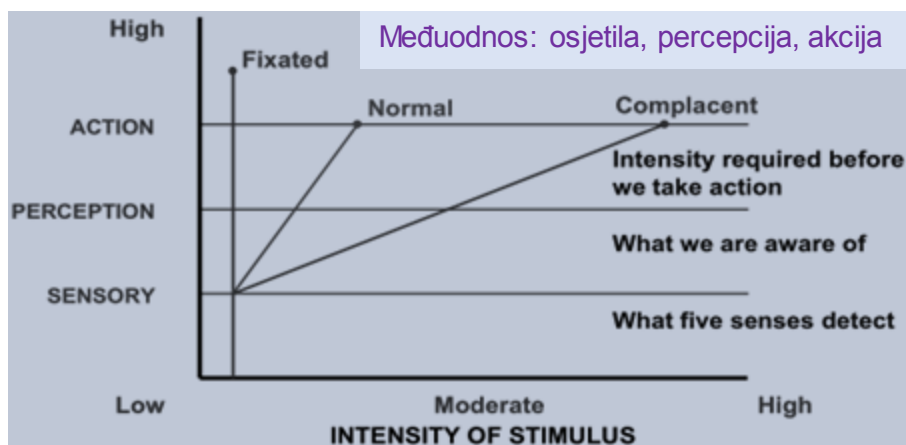 High
Međuodnos: osjetila, percepcija, akcija
Fixated
Normal
Complacent
ACTION
Intensity required before
we take action
PERCEPTION
What we are aware of
SENSORY
What five senses detect
Low
Moderate
High
INTENSITY OF STIMULUS